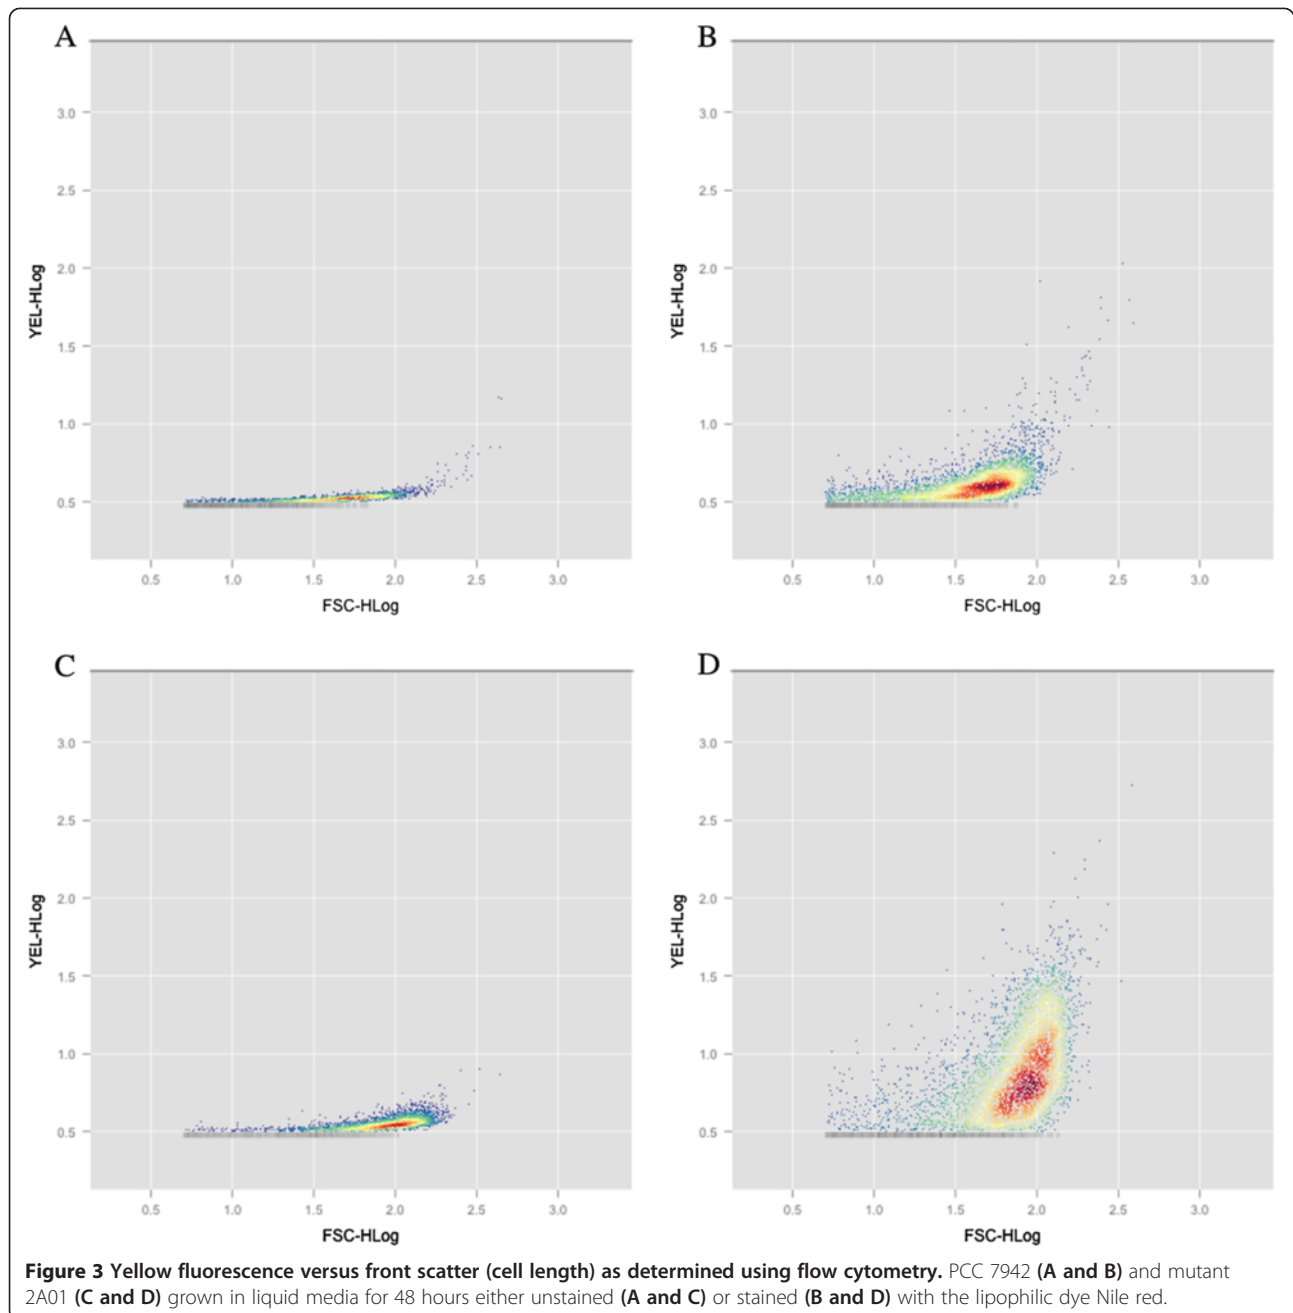 A
B
3.0
2.5
2.0
1.5
1.0
0.5
YEL-HLog
0.5 1.0 1.5 2.0 2.5 3.0
FSC-HLog
3.0
2.5
2.0
1.5
1.0
0.5
YEL-HLog
0.5 1.0 1.5 2.0 2.5 3.0
FSC-HLog
C
D
3.0
2.5
2.0
1.5
1.0
0.5
YEL-HLog
0.5 1.0 1.5 2.0 2.5 3.0
FSC-HLog
3.0
2.5
2.0
1.5
1.0
0.5
YEL-HLog
0.5 1.0 1.5 2.0 2.5 3.0
FSC-HLog
Figure 3 Yellow fluorescence versus front scatter (cell length) as determined using flow cytometry. PCC 7942 (A and B) and mutant
2A01 (C and D) grown in liquid media for 48 hours either unstained (A and C) or stained (B and D) with the lipophilic dye Nile red.